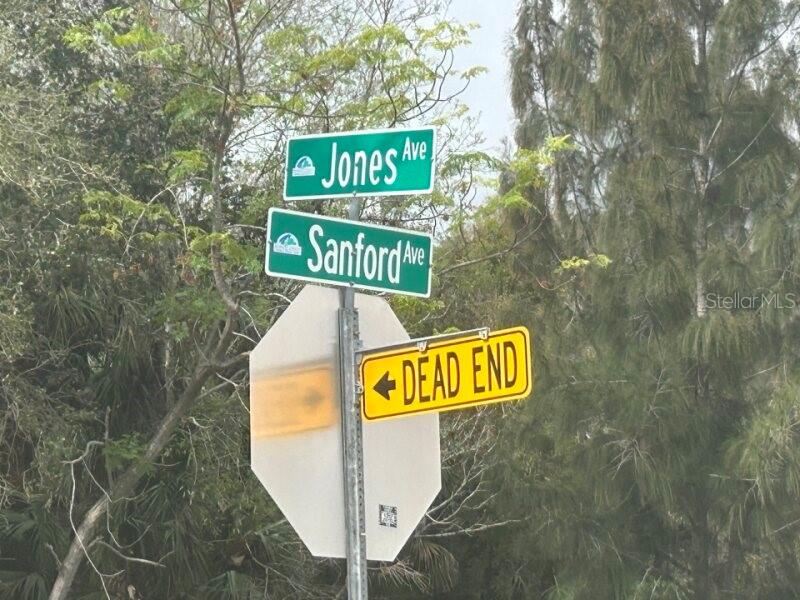 Jones Ave
Sanford Ave
DEAD END
StellarMLS